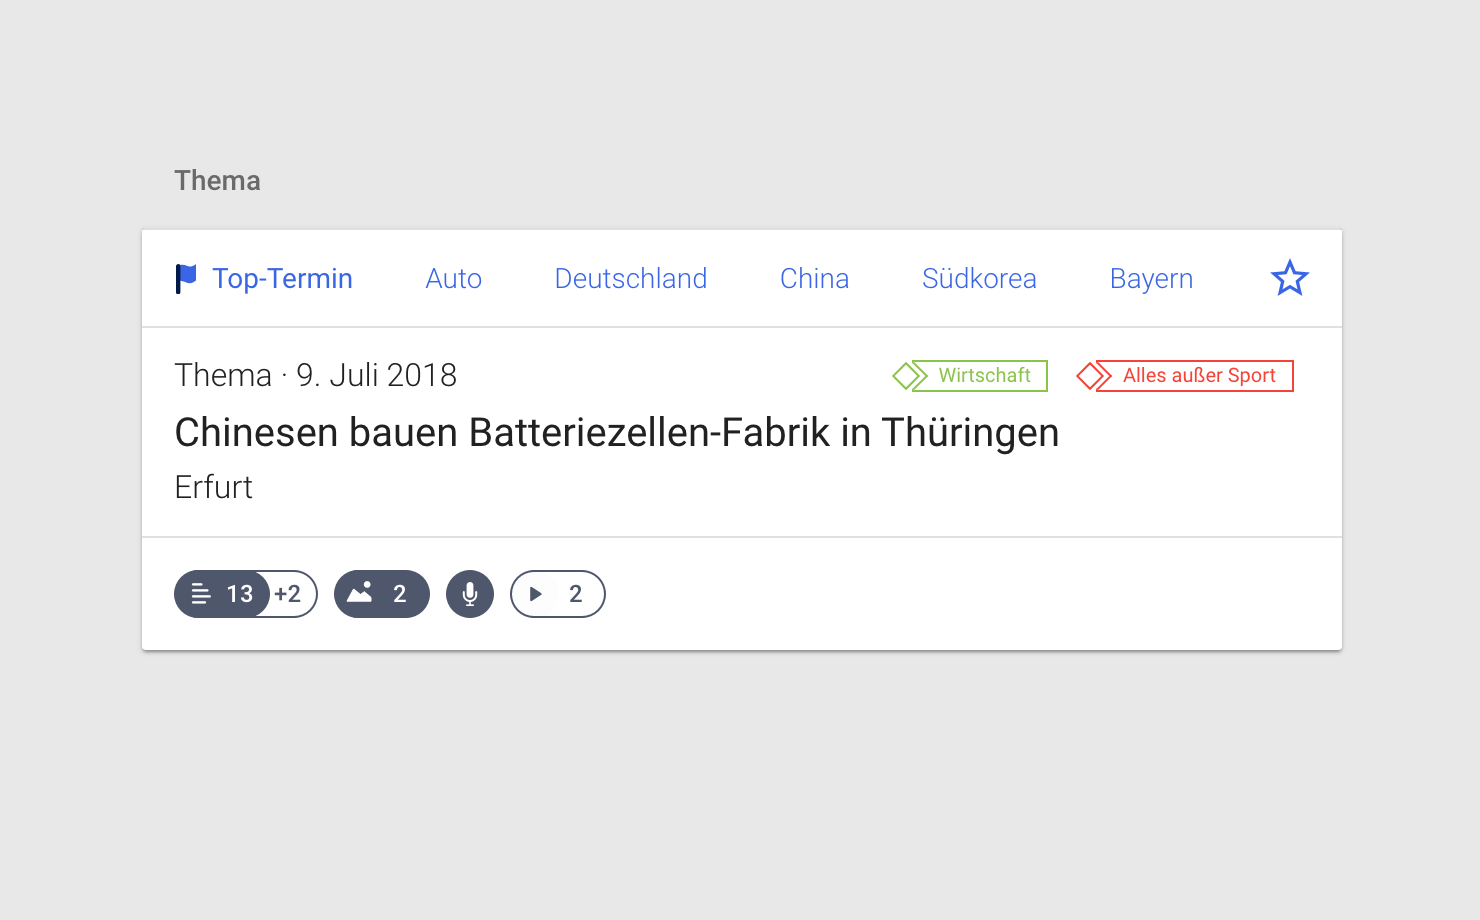 Thema
Top-Termin Auto Deutschland China Südkorea Bayern
Thema · 9. Juli 2018 Wirtschaft Alles außer Sport
Chinesen bauen Batteriezellen-Fabrik in Thüringen
Erfurt
13 +2 2 2